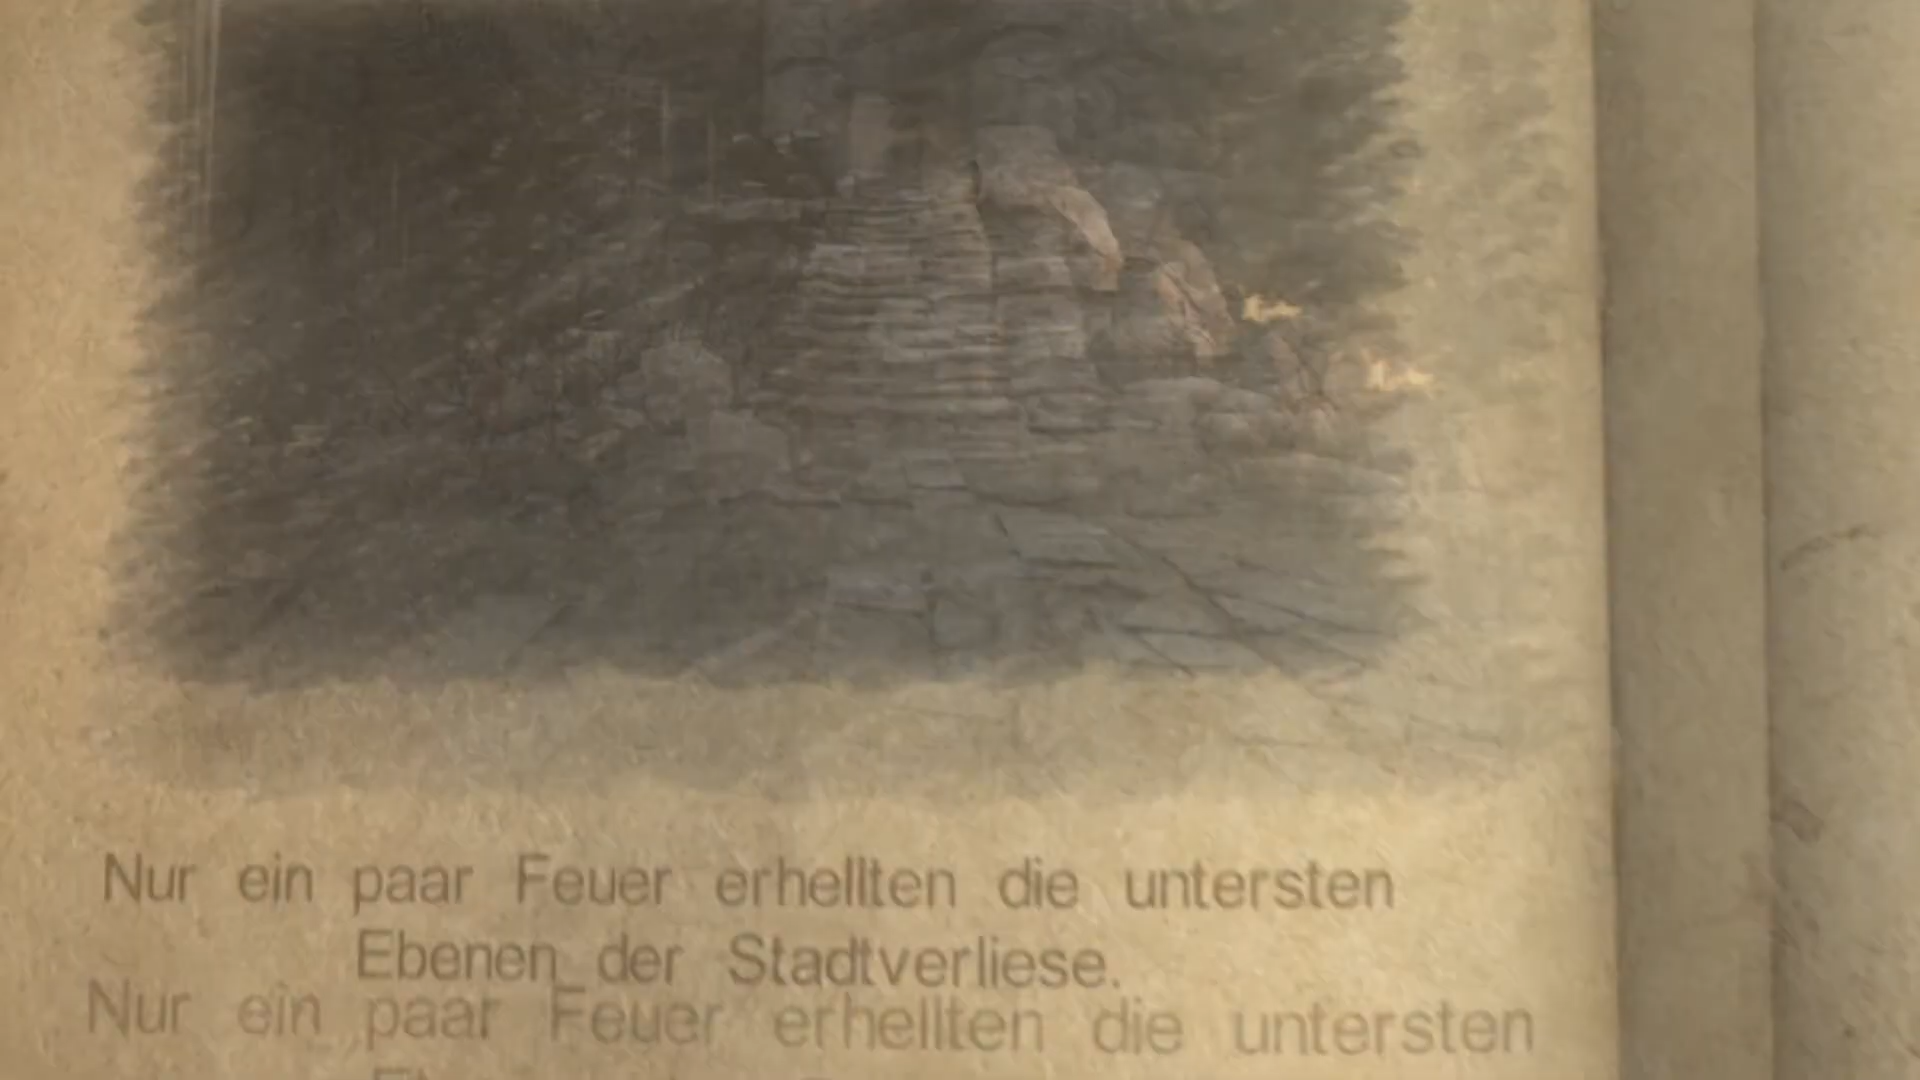 Nur ein paar Feuer erhellten die untersten
Ebenen der Stadtverliese.
Nur ein paar Feuer erhellten die untersten